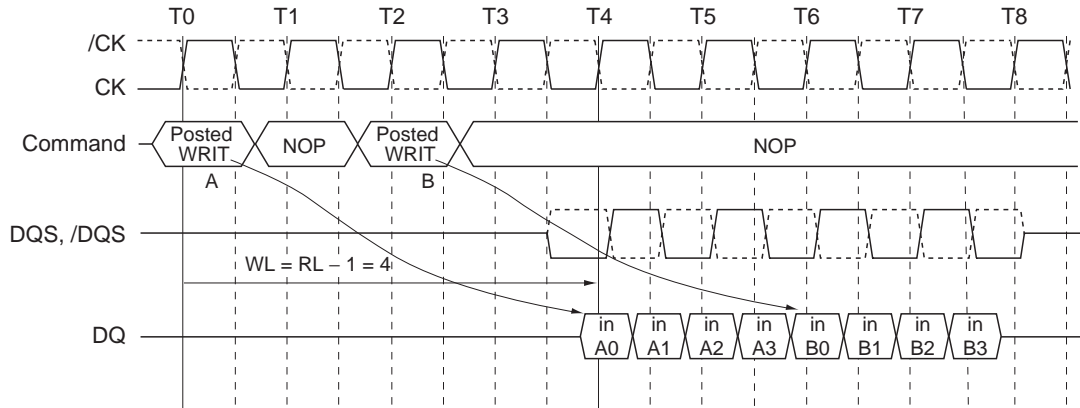 T0 T1 T2 T3 T4 T5 T6 T7 T8
/CK
CK
Command
Posted
WRIT
A
NOP
Posted
WRIT
B
NOP
DQS, /DQS
WL = RL − 1 = 4
DQ
in
A0
in
A1
in
A2
in
A3
in
B0
in
B1
in
B2
in
B3